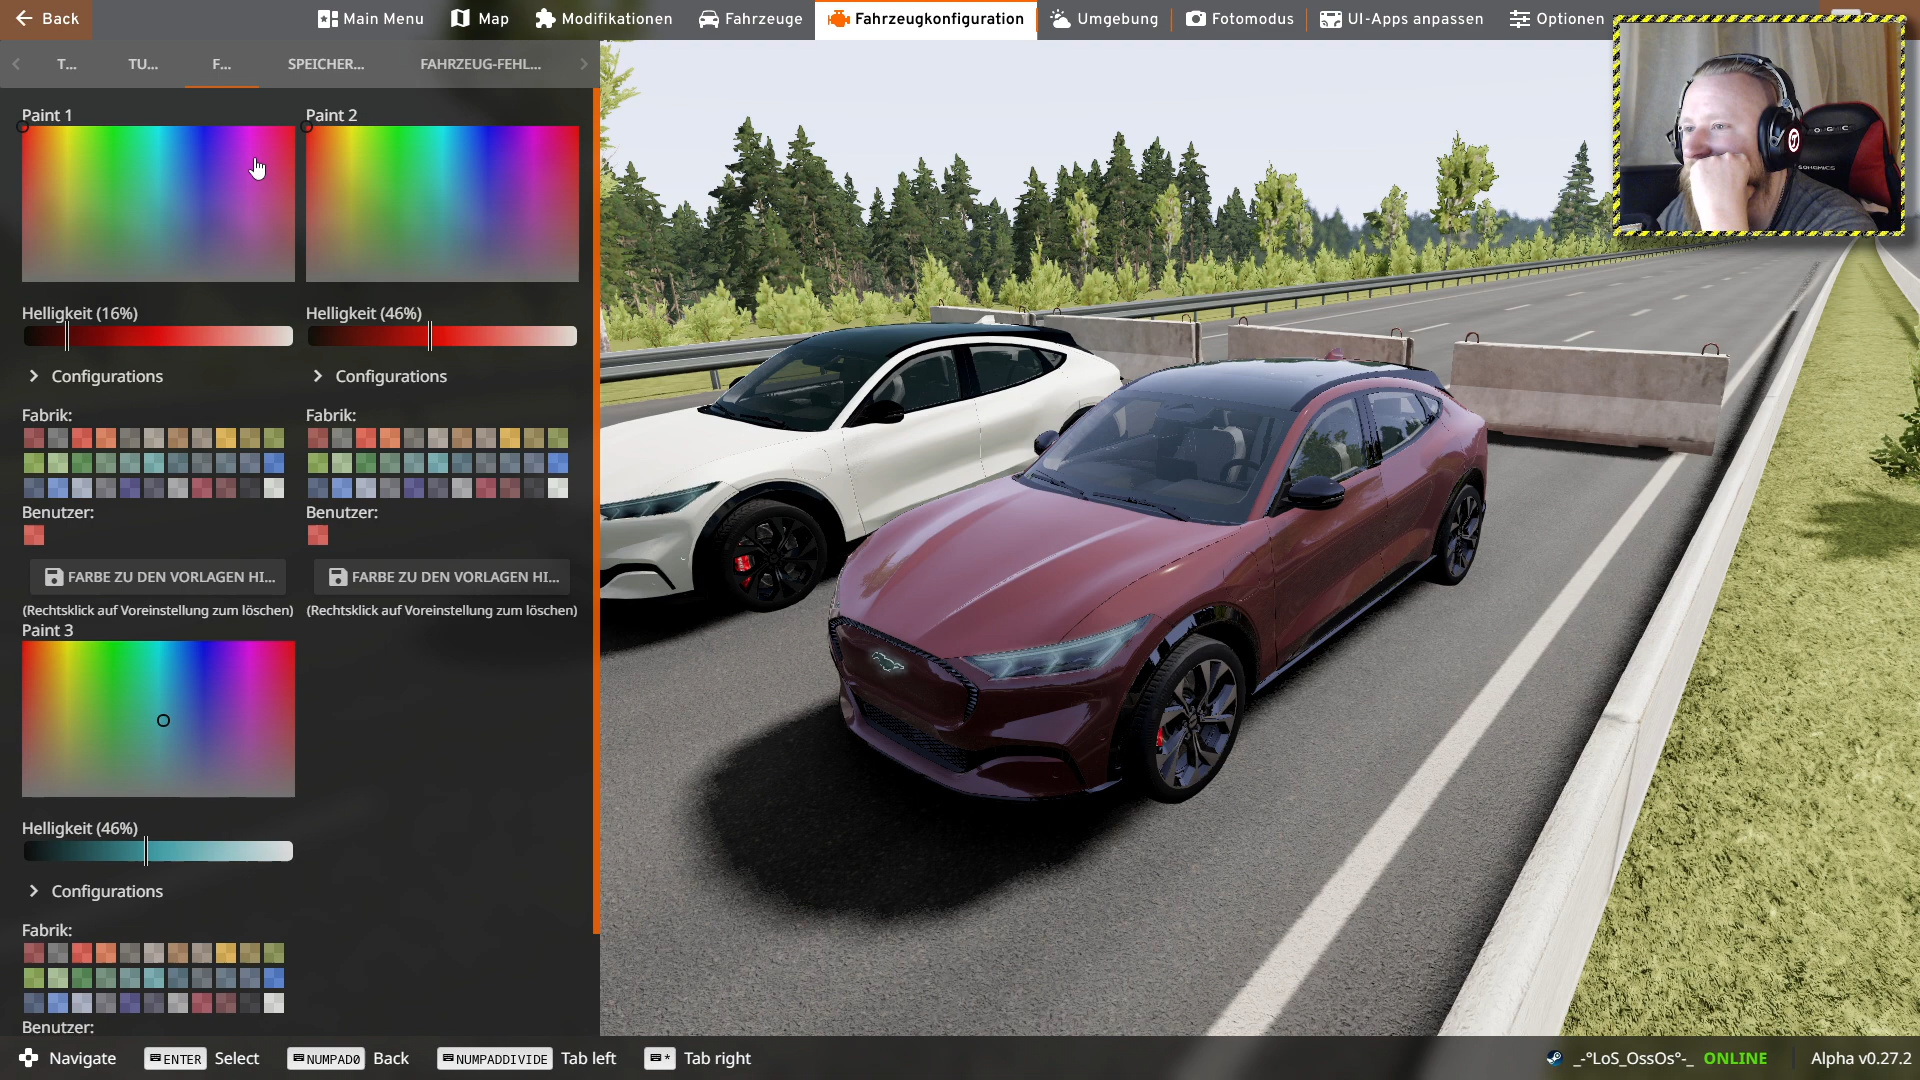 Back
Main Menu
Map
Modifikationen
Fahrzeuge
Fahrzeugkonfiguration
Umgebung
Fotomodus
UI-Apps anpassen
Optionen
T...
TU...
F...
SPEICHER...
FAHRZEUG-FEHL...
Paint 1
Paint 2
Helligkeit (16%)
Helligkeit (46%)
Configurations
Configurations
Fabrik:
Fabrik:
Benutzer:
Benutzer:
FARBE ZU DEN VORLAGEN HI...
FARBE ZU DEN VORLAGEN HI...
(Rechtsklick auf Voreinstellung zum löschen)
(Rechtsklick auf Voreinstellung zum löschen)
Paint 3
Helligkeit (46%)
Configurations
Fabrik:
Benutzer:
Navigate
ENTER Select
NUMPAD0 Back
NUMPADDIVIDE Tab left
* Tab right
_-°LoS_OssOs°-_ ONLINE
Alpha v0.27.2